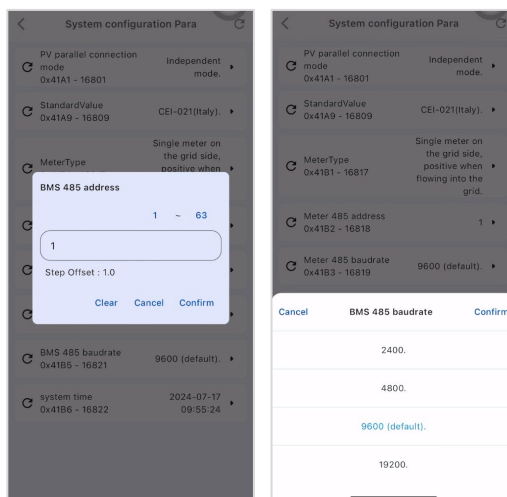 System configuration Para
PV parallel connection
mode
0x41A1 - 16801
Independent
mode.
StandardValue
0x41A9 - 16809
CEI-021(Italy).
MeterType
Single meter on
the grid side,
positive when
BMS 485 address
1 ~ 63
1
Step Offset : 1.0
Clear
Cancel
Confirm
BMS 485 baudrate
0x41B5 - 16821
9600 (default).
system time
0x41B6 - 16822
2024-07-17
09:55:24
System configuration Para
PV parallel connection
mode
0x41A1 - 16801
Independent
mode.
StandardValue
0x41A9 - 16809
CEI-021(Italy).
MeterType
0x41B1 - 16817
Single meter on
the grid side,
positive when
flowing into the
grid.
Meter 485 address
0x41B2 - 16818
1
Meter 485 baudrate
0x41B3 - 16819
9600 (default).
Cancel
BMS 485 baudrate
Confirm
2400.
4800.
9600 (default).
19200.